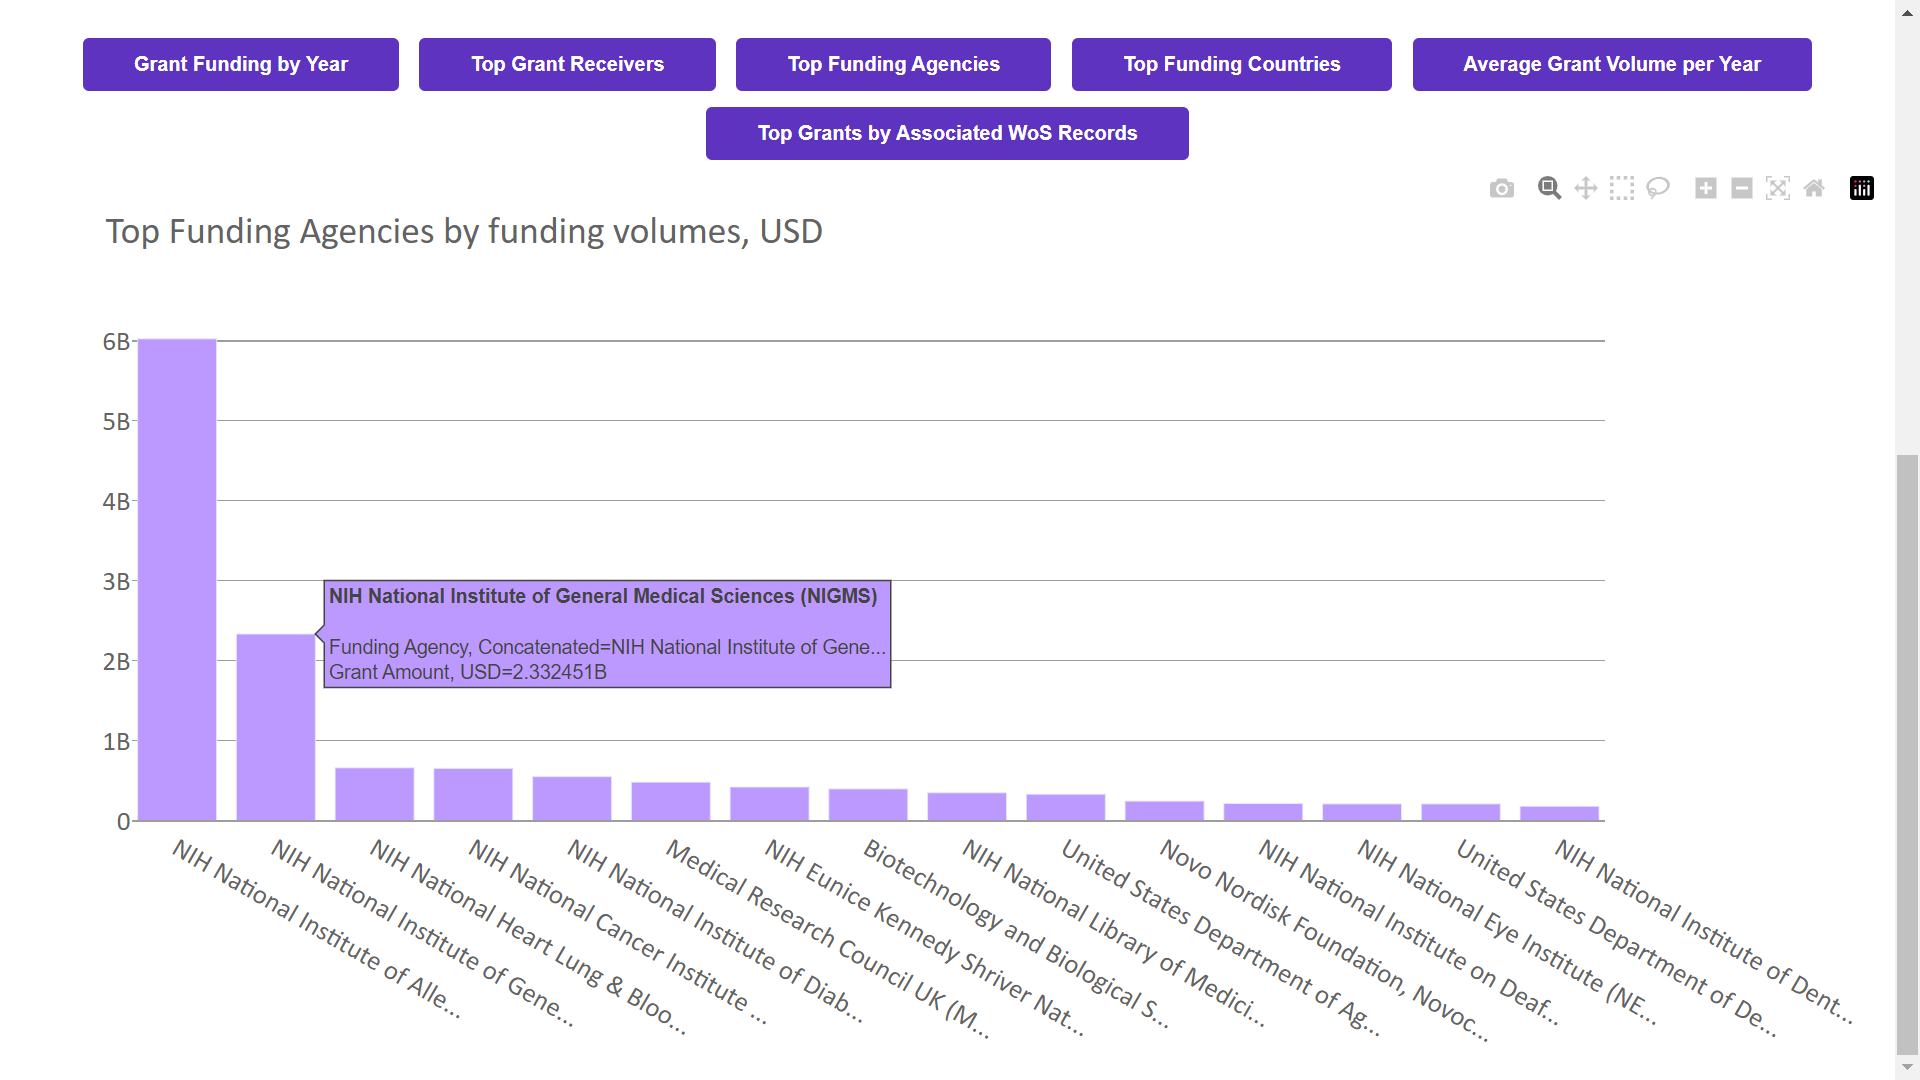 Grant Funding by Year
Top Grant Receivers
Top Funding Agencies
Top Funding Countries
Average Grant Volume per Year
Top Grants by Associated WoS Records
Top Funding Agencies by funding volumes, USD
6B
5B
4B
3B
2B
1B
0
NIH National Institute of General Medical Sciences (NIGMS)
Funding Agency, Concatenated=NIH National Institute of Gene...
Grant Amount, USD=2.332451B
NIH National Institute of Alle...
NIH National Institute of Gene...
NIH National Heart Lung & Bloo...
NIH National Cancer Institute ...
NIH National Institute of Diab...
Medical Research Council UK (M...
NIH Eunice Kennedy Shriver Nat...
Biotechnology and Biological S...
NIH National Library of Medici...
United States Department of Ag...
Novo Nordisk Foundation, Novoc...
NIH National Institute on Deaf...
NIH National Eye Institute (NE...
United States Department of De...
NIH National Institute of Dent...